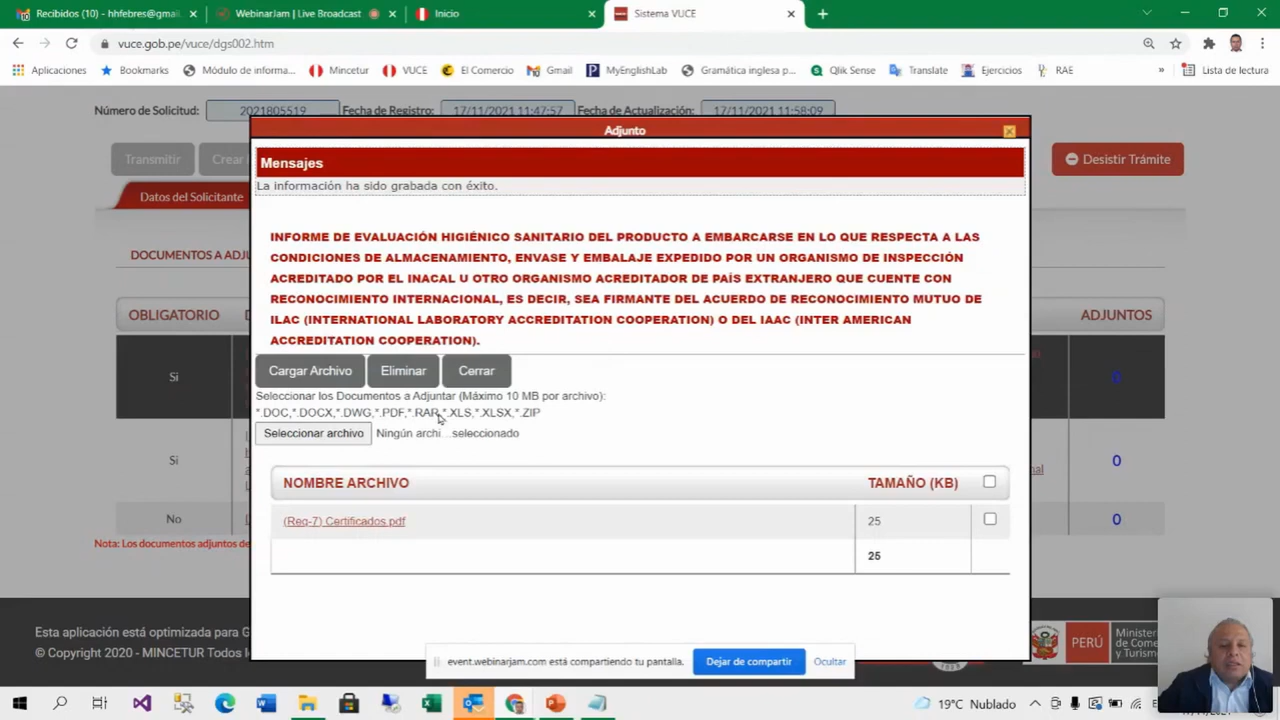 Recibidos (10) - hhfebres@gmail.
WebinarJam | Live Broadcast
Inicio
Sistema VUCE
vuce.gob.pe/vuce/dgs002.htm
Aplicaciones
Bookmarks
Módulo de informa...
Mincetur
VUCE
El Comercio
Gmail
MyEnglishLab
Gramática inglesa p...
Qlik Sense
Translate
Ejercicios
RAE
»
Lista de lectura
Número de Solicitud: 2021805519 Fecha de Registro: 17/11/2021 11:47:57 Fecha de Actualización: 17/11/2021 11:58:09
Adjunto
Transmitir
Crear
Desistir Trámite
Mensajes
La información ha sido grabada con éxito.
Datos del Solicitante
INFORME DE EVALUACIÓN HIGIÉNICO SANITARIO DEL PRODUCTO A EMBARCARSE EN LO QUE RESPECTA A LAS
CONDICIONES DE ALMACENAMIENTO, ENVASE Y EMBALAJE EXPEDIDO POR UN ORGANISMO DE INSPECCIÓN
ACREDITADO POR EL INACAL U OTRO ORGANISMO ACREDITADOR DE PAÍS EXTRANJERO QUE CUENTE CON
RECONOCIMIENTO INTERNACIONAL, ES DECIR, SEA FIRMANTE DEL ACUERDO DE RECONOCIMIENTO MUTUO DE
ILAC (INTERNATIONAL LABORATORY ACCREDITATION COOPERATION) O DEL IAAC (INTER AMERICAN
ACCREDITATION COOPERATION).
DOCUMENTOS A ADJU
OBLIGATORIO
ADJUNTOS
Si
0
Si
0
No
0
Nota: Los documentos adjuntos de
Cargar Archivo
Eliminar
Cerrar
Seleccionar los Documentos a Adjuntar (Máximo 10 MB por archivo):
*.DOC,*.DOCX,*.DWG,*.PDF,*.RAR,*.XLS,*.XLSX,*.ZIP
Seleccionar archivo
Ningún archi...seleccionado
NOMBRE ARCHIVO
TAMAÑO (KB)
(Req-7) Certificados.pdf
25
25
Esta aplicación está optimizada para G
© Copyright 2020 - MINCETUR Todos l
PERÚ
Minister
de Come
y Turism
event.webinarjam.com está compartiendo tu pantalla.
Dejar de compartir
Ocultar
19°C Nublado